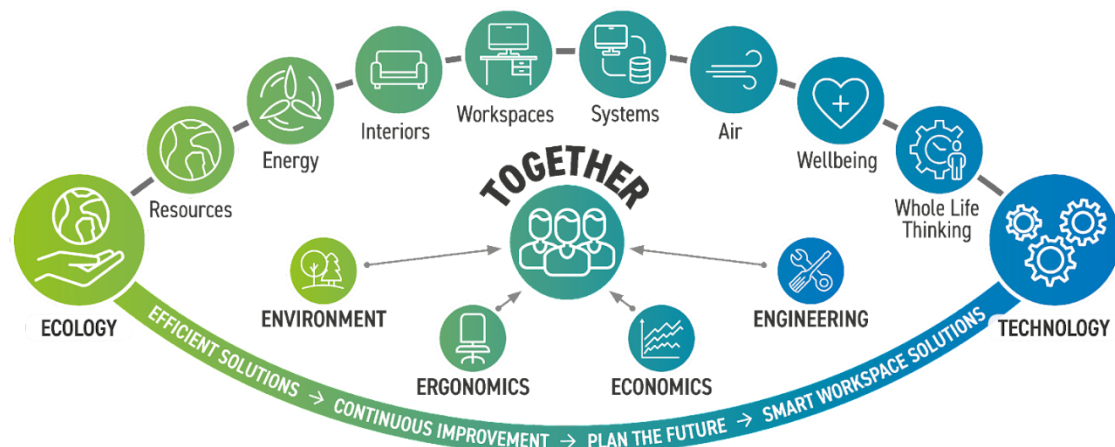 Workspaces
Systems
Interiors
Air
Energy
Wellbeing
Resources
Whole Life
Thinking
TOGETHER
ECOLOGY
TECHNOLOGY
ENVIRONMENT
ENGINEERING
ERGONOMICS
ECONOMICS
EFFICIENT SOLUTIONS → CONTINUOUS IMPROVEMENT → PLAN THE FUTURE → SMART WORKSPACE SOLUTIONS